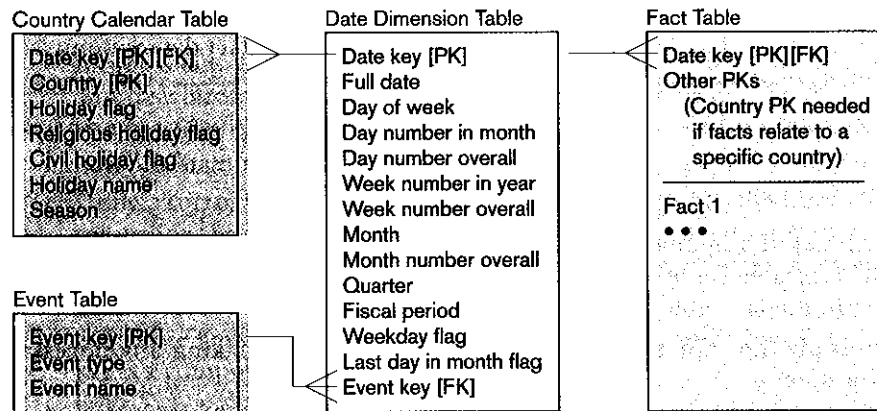 Country Calendar Table
Date key [PK][FK]
Country [PK]
Holiday flag
Religious holiday flag
Civil holiday flag
Holiday name
Season
Event Table
Event key [PK]
Event type
Event name
Date Dimension Table
Date key [PK]
Full date
Day of week
Day number in month
Day number overall
Week number in year
Week number overall
Month
Month number overall
Quarter
Fiscal period
Weekday flag
Last day in month flag
Event key [FK]
Fact Table
Date key [PK][FK]
Other PKs
(Country PK needed
if facts relate to a
specific country)
Fact 1
• • •